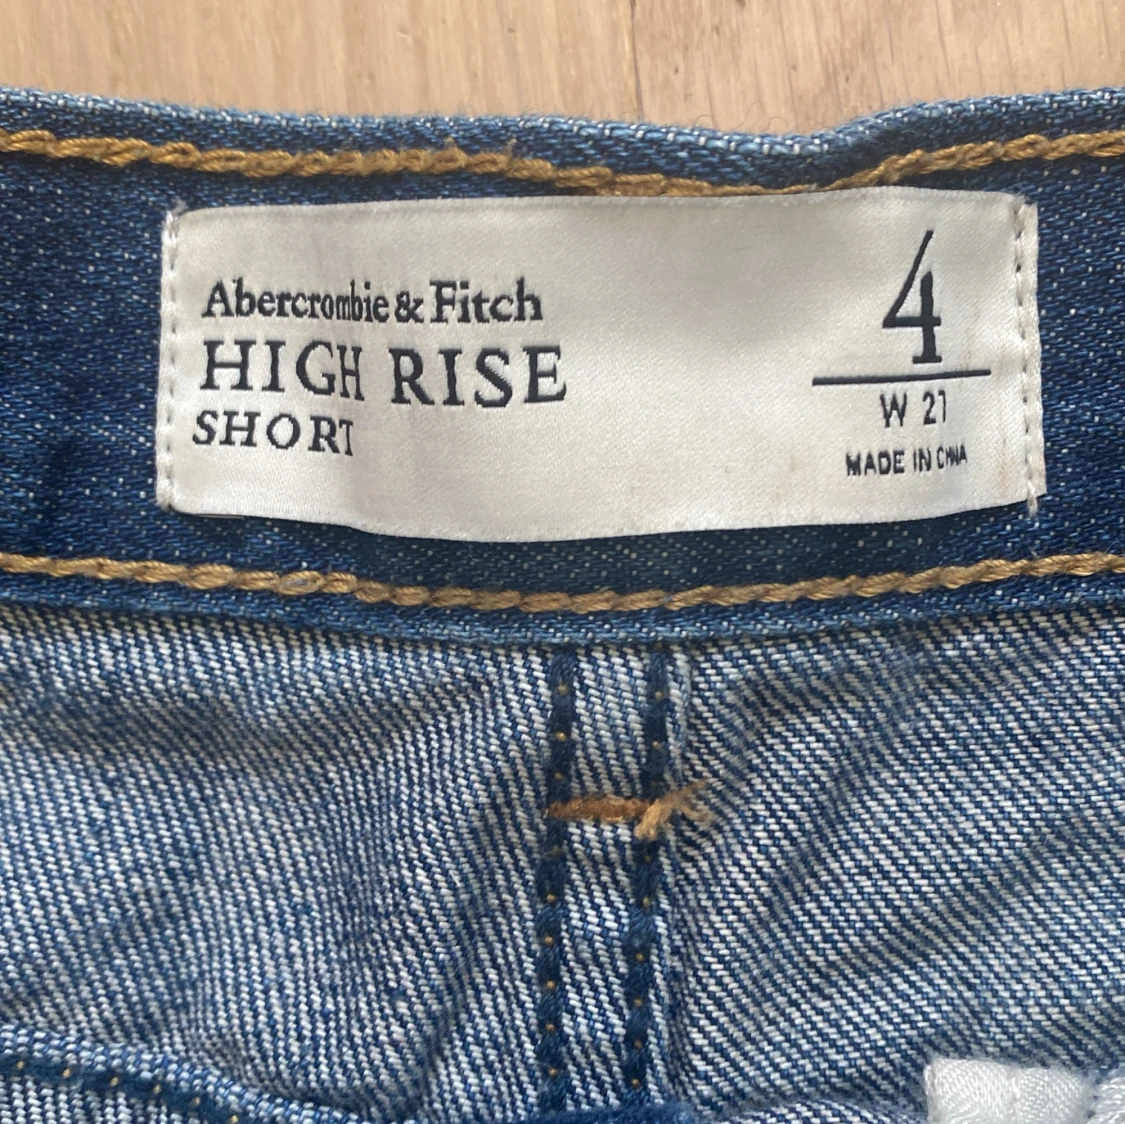 Abercrombie & Fitch
HIGH RISE
SHORT
4
W 27
MADE IN CHINA